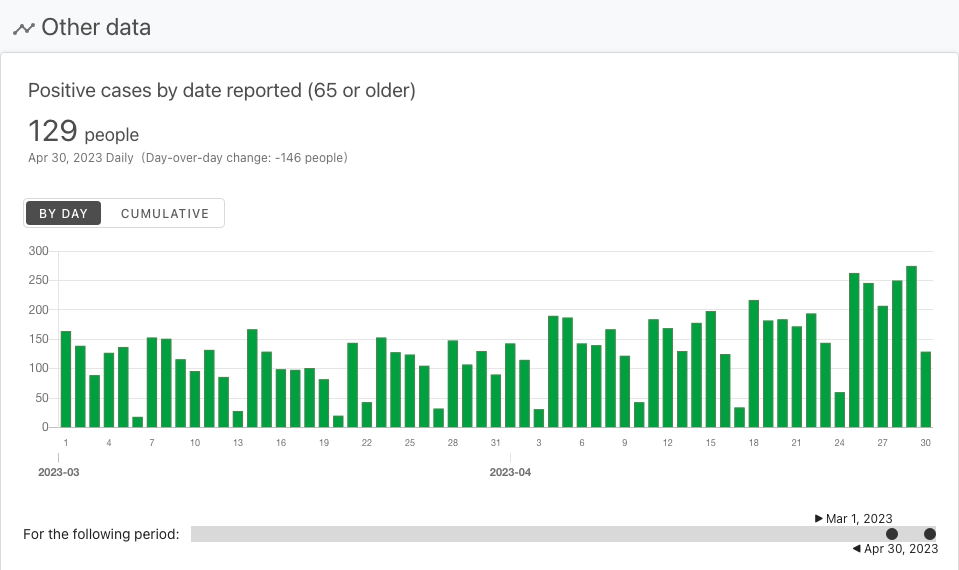 Other data
Positive cases by date reported (65 or older)
129 people
Apr 30, 2023 Daily (Day-over-day change: -146 people)
BY DAY CUMULATIVE
300
250
200
150
100
50
0
1 4 7 10 13 16 19 22 25 28 31 3 6 9 12 15 18 21 24 27 30
2023-03 2023-04
▶ Mar 1, 2023
For the following period:
◀ Apr 30, 2023